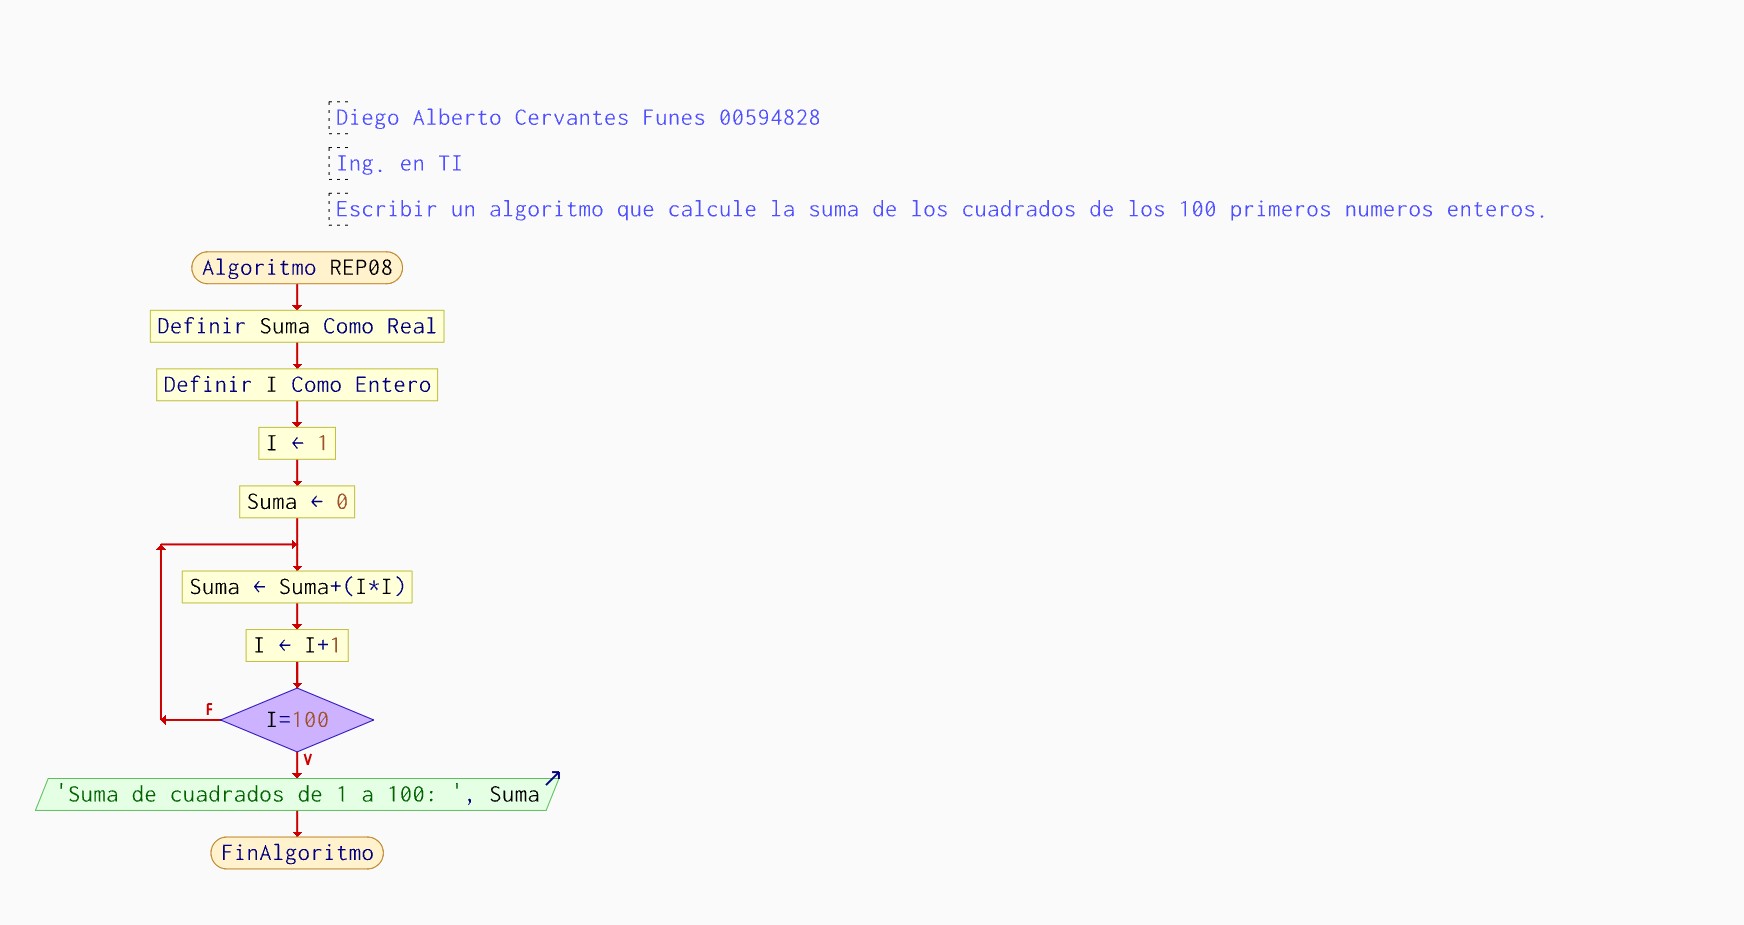 Diego Alberto Cervantes Funes 00594828
Ing. en TI
Escribir un algoritmo que calcule la suma de los cuadrados de los 100 primeros numeros enteros.
Algoritmo REP08
Definir Suma Como Real
Definir I Como Entero
I ← 1
Suma ← 0
Suma ← Suma+(I*I)
I ← I+1
F
I=100
V
'Suma de cuadrados de 1 a 100: ', Suma
FinAlgoritmo